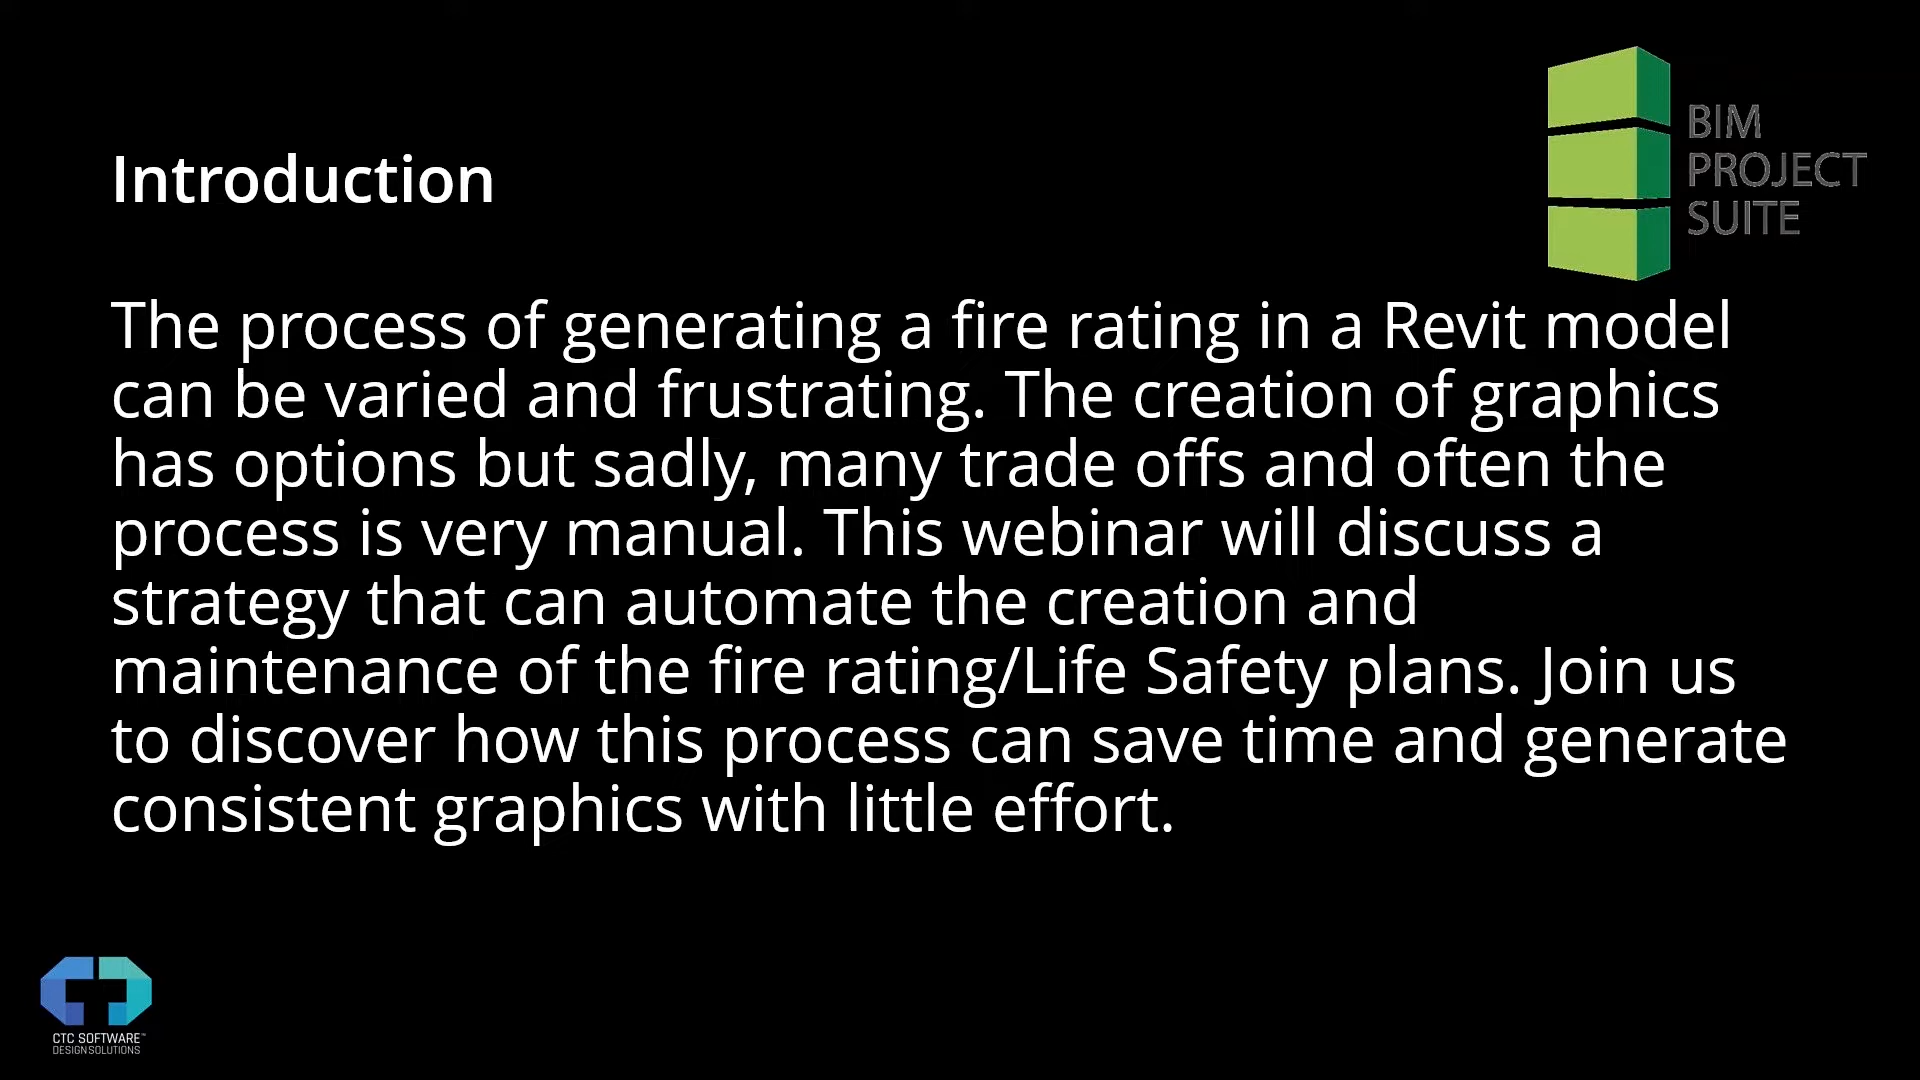 BIM
PROJECT
SUITE
Introduction
The process of generating a fire rating in a Revit model
can be varied and frustrating. The creation of graphics
has options but sadly, many trade offs and often the
process is very manual. This webinar will discuss a
strategy that can automate the creation and
maintenance of the fire rating/Life Safety plans. Join us
to discover how this process can save time and generate
consistent graphics with little effort.
CTC SOFTWARE™
DESIGN SOLUTIONS